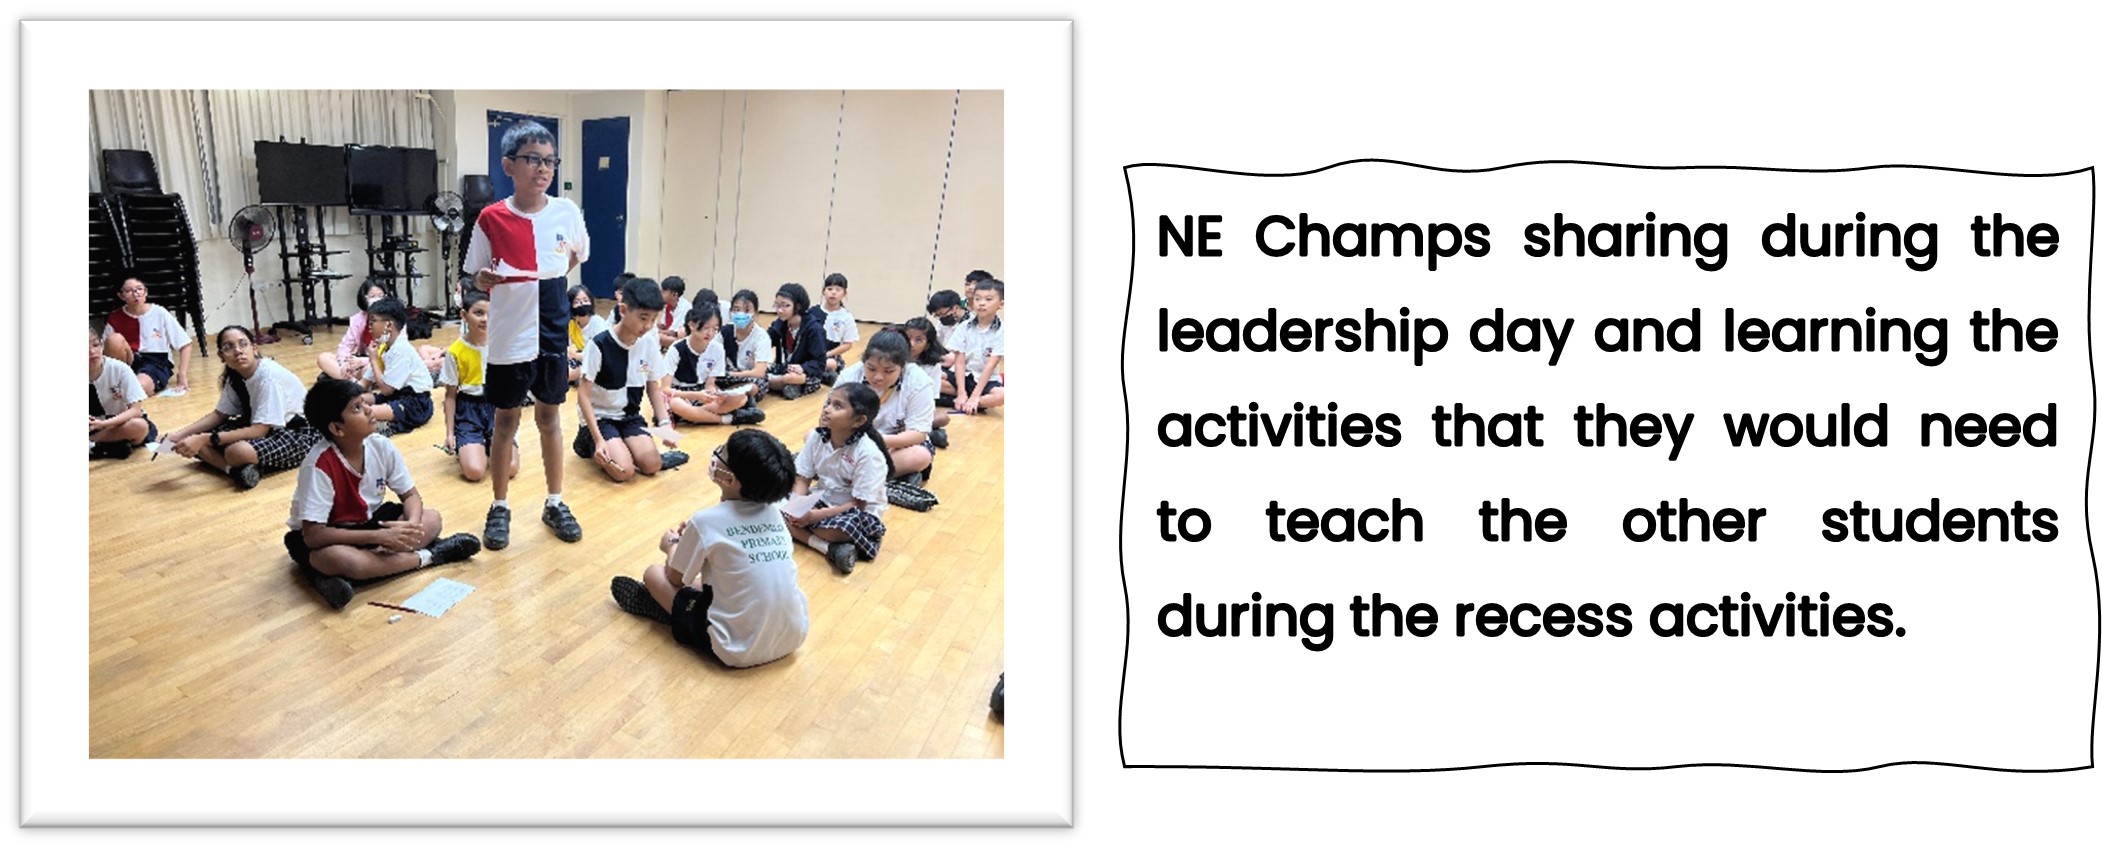 NE Champs sharing during the
leadership day and learning the
activities that they would need
to teach the other students
during the recess activities.
PRIMARY
SCHOOL